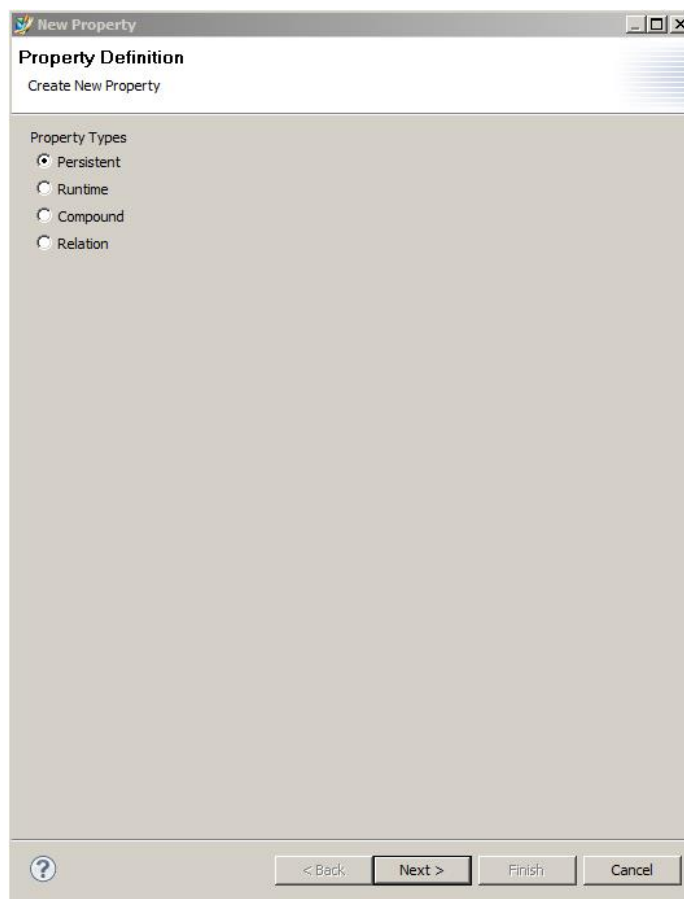 New Property
Property Definition
Create New Property
Property Types
Persistent
Runtime
Compound
Relation
< Back Next > Finish Cancel